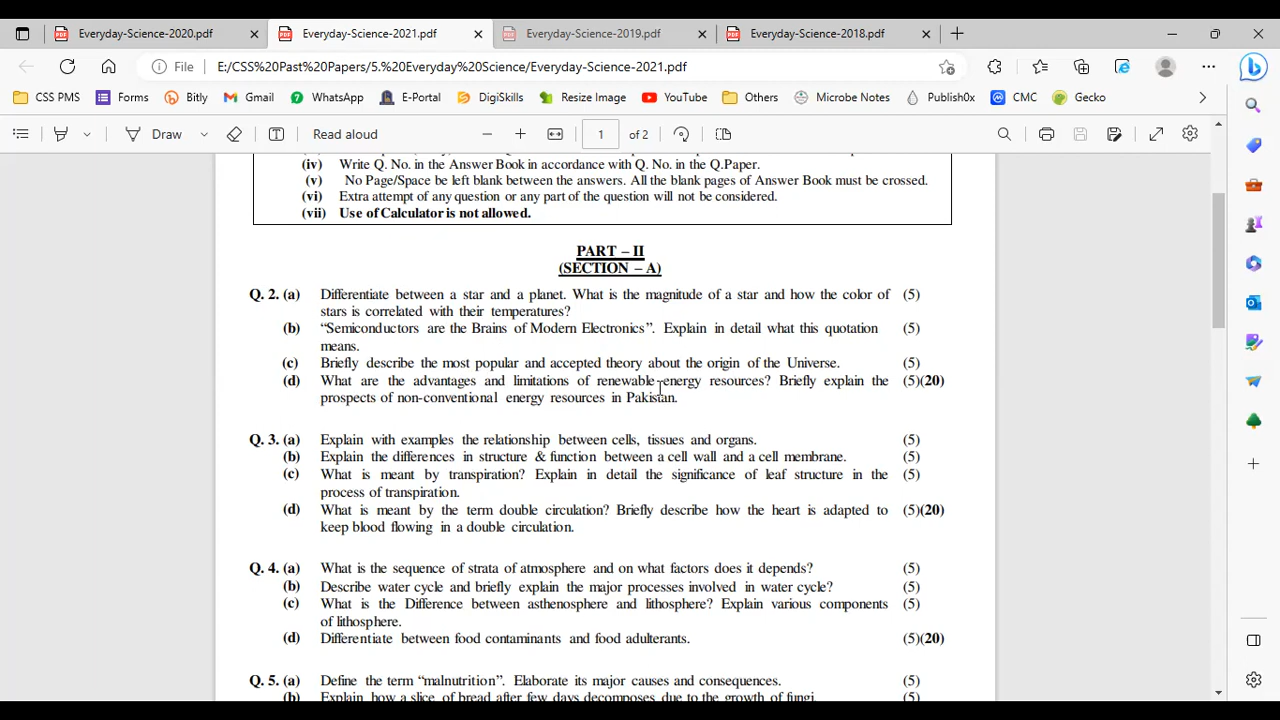 Everyday-Science-2020.pdf
Everyday-Science-2021.pdf
Everyday-Science-2019.pdf
Everyday-Science-2018.pdf
File E:/CSS%20Past%20Papers/5.%20Everyday%20Science/Everyday-Science-2021.pdf
CSS PMS Forms Bitly Gmail WhatsApp E-Portal DigiSkills Resize Image YouTube Others Microbe Notes Publish0x CMC Gecko
Draw Read aloud 1 of 2
(iv) Write Q. No. in the Answer Book in accordance with Q. No. in the Q.Paper.
(v) No Page/Space be left blank between the answers. All the blank pages of Answer Book must be crossed.
(vi) Extra attempt of any question or any part of the question will not be considered.
(vii) Use of Calculator is not allowed.
PART – II
(SECTION – A)
Q. 2. (a) Differentiate between a star and a planet. What is the magnitude of a star and how the color of (5)
stars is correlated with their temperatures?
(b) “Semiconductors are the Brains of Modern Electronics”. Explain in detail what this quotation (5)
means.
(c) Briefly describe the most popular and accepted theory about the origin of the Universe. (5)
(d) What are the advantages and limitations of renewable energy resources? Briefly explain the (5)(20)
prospects of non-conventional energy resources in Pakistan.
Q. 3. (a) Explain with examples the relationship between cells, tissues and organs. (5)
(b) Explain the differences in structure & function between a cell wall and a cell membrane. (5)
(c) What is meant by transpiration? Explain in detail the significance of leaf structure in the (5)
process of transpiration.
(d) What is meant by the term double circulation? Briefly describe how the heart is adapted to (5)(20)
keep blood flowing in a double circulation.
Q. 4. (a) What is the sequence of strata of atmosphere and on what factors does it depends? (5)
(b) Describe water cycle and briefly explain the major processes involved in water cycle? (5)
(c) What is the Difference between asthenosphere and lithosphere? Explain various components (5)
of lithosphere.
(d) Differentiate between food contaminants and food adulterants. (5)(20)
Q. 5. (a) Define the term “malnutrition”. Elaborate its major causes and consequences. (5)
(b) Explain how a slice of bread after few days decomposes due to the growth of fungi. (5)